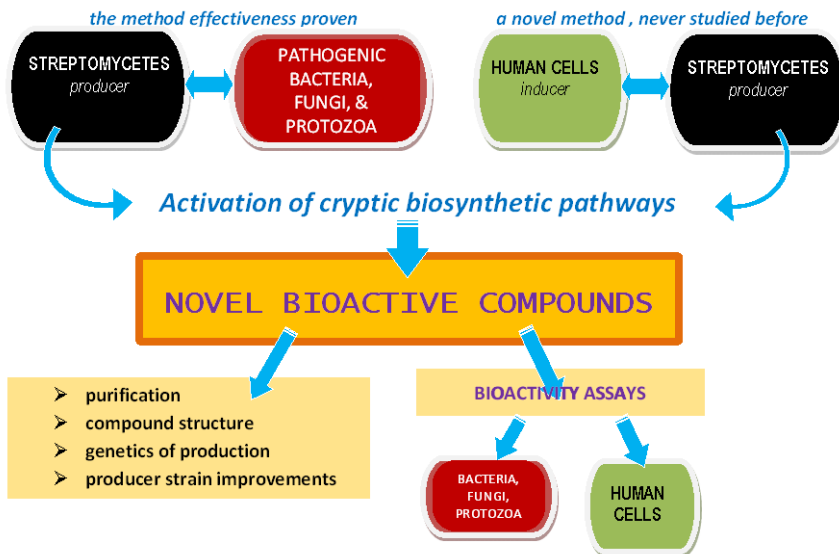 the method effectiveness proven
a novel method , never studied before
STREPTOMYCETES
producer
PATHOGENIC
BACTERIA,
FUNGI, &
PROTOZOA
HUMAN CELLS
inducer
STREPTOMYCETES
producer
Activation of cryptic biosynthetic pathways
NOVEL BIOACTIVE COMPOUNDS
➢ purification
➢ compound structure
➢ genetics of production
➢ producer strain improvements
BIOACTIVITY ASSAYS
BACTERIA,
FUNGI,
PROTOZOA
HUMAN
CELLS